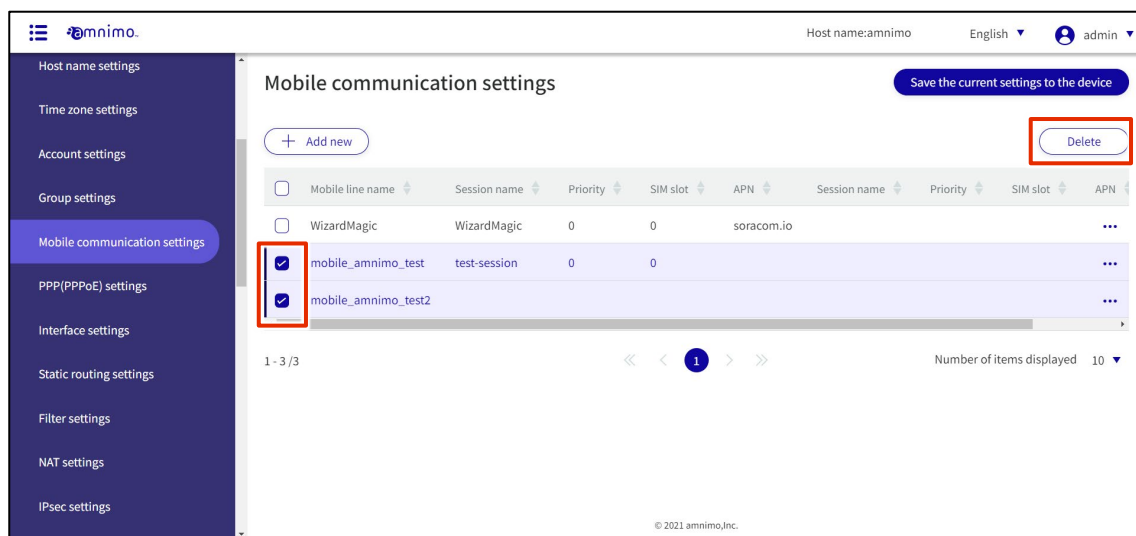 amnimo
Host name:amnimo
English
admin
Host name settings
Time zone settings
Account settings
Group settings
Mobile communication settings
PPP(PPPoE) settings
Interface settings
Static routing settings
Filter settings
NAT settings
IPsec settings
Mobile communication settings
Save the current settings to the device
+ Add new
Delete
Mobile line name Session name Priority SIM slot APN Session name Priority SIM slot APN
WizardMagic WizardMagic 0 0 soracom.io •••
mobile_amnimo_test test-session 0 0 •••
mobile_amnimo_test2 •••
1 - 3 /3
« < 1 > »
Number of items displayed 10
© 2021 amnimo,Inc.